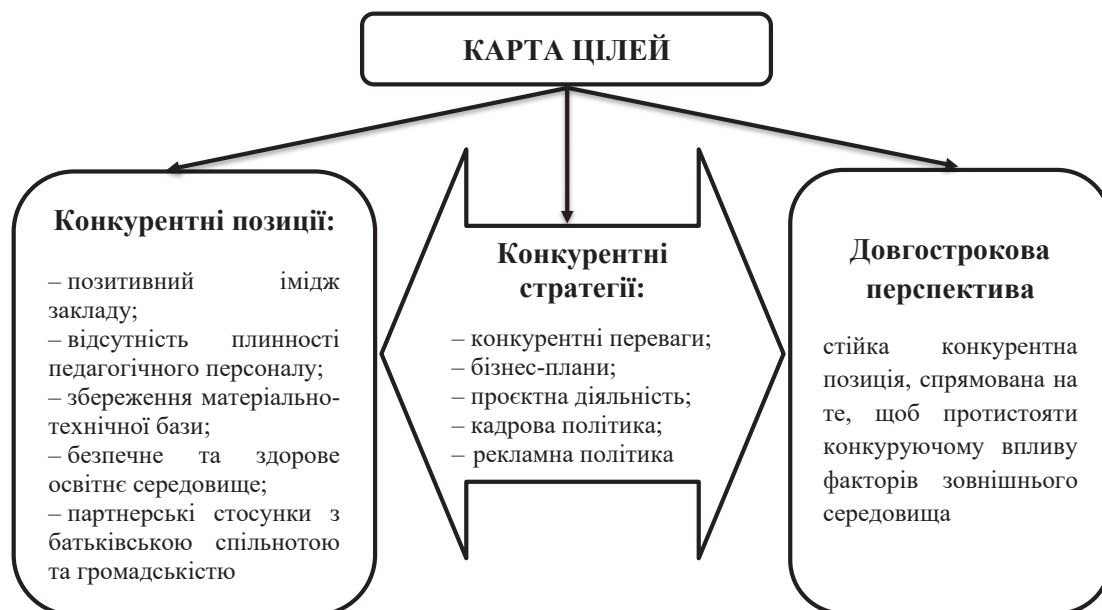 КАРТА ЦІЛЕЙ
Конкурентні позиції:
– позитивний імідж
закладу;
– відсутність плинності
педагогічного персоналу;
– збереження матеріально-
технічної бази;
– безпечне та здорове
освітнє середовище;
– партнерські стосунки з
батьківською спільнотою
та громадськістю
Конкурентні
стратегії:
– конкурентні переваги;
– бізнес-плани;
– проєктна діяльність;
– кадрова політика;
– рекламна політика
Довгострокова
перспектива
стійка конкурентна
позиція, спрямована на
те, щоб протистояти
конкуруючому впливу
факторів зовнішнього
середовища